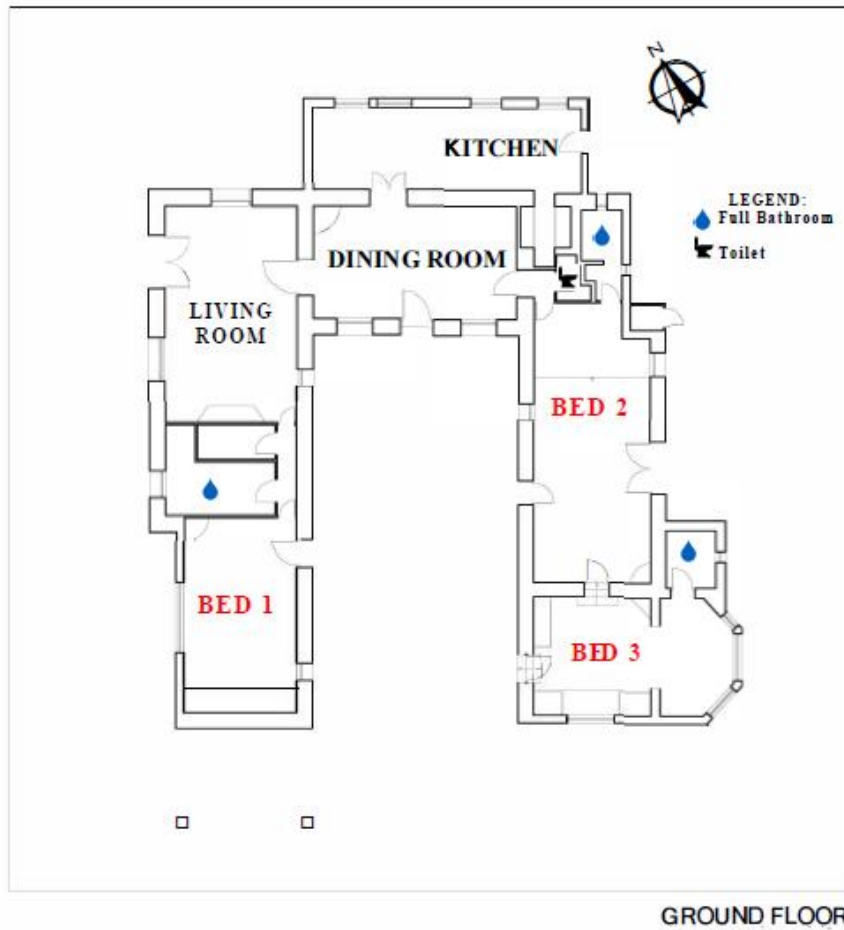 N
KITCHEN
LEGEND:
Full Bathroom
Toilet
DINING ROOM
LIVING
ROOM
BED 2
BED 1
BED 3
GROUND FLOOR